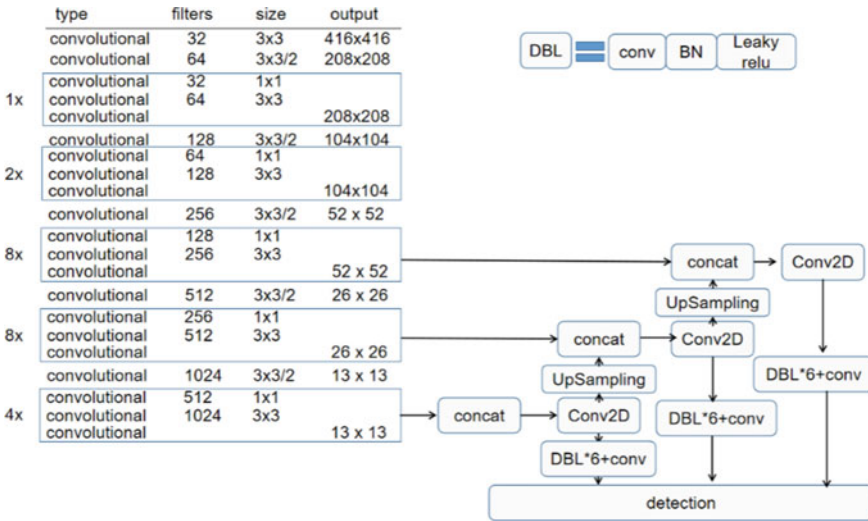 type filters size output
convolutional 32 3x3 416x416
convolutional 64 3x3/2 208x208
1x
convolutional 32 1x1
convolutional 64 3x3
convolutional 208x208
convolutional 128 3x3/2 104x104
2x
convolutional 64 1x1
convolutional 128 3x3
convolutional 104x104
convolutional 256 3x3/2 52 x 52
8x
convolutional 128 1x1
convolutional 256 3x3
convolutional 52 x 52
convolutional 512 3x3/2 26 x 26
8x
convolutional 256 1x1
convolutional 512 3x3
convolutional 26 x 26
convolutional 1024 3x3/2 13 x 13
4x
convolutional 512 1x1
convolutional 1024 3x3
convolutional 13 x 13
DBL conv BN Leaky
relu
concat Conv2D
UpSampling
concat Conv2D
UpSampling DBL*6+conv
concat Conv2D DBL*6+conv
DBL*6+conv
detection